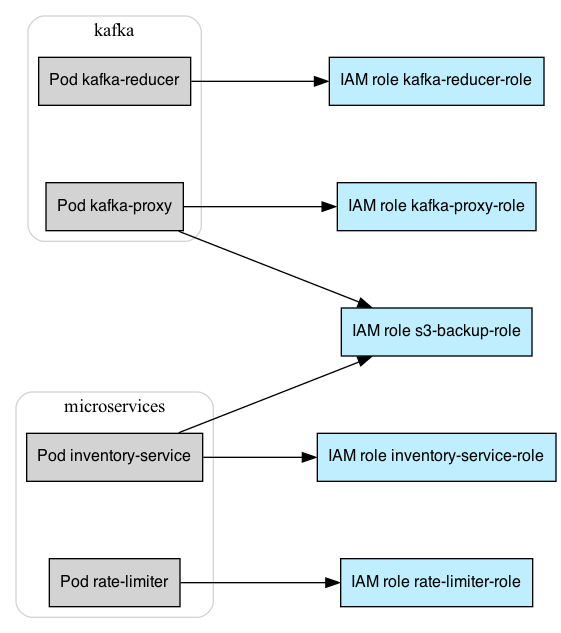 kafka
Pod kafka-reducer
IAM role kafka-reducer-role
Pod kafka-proxy
IAM role kafka-proxy-role
IAM role s3-backup-role
microservices
Pod inventory-service
IAM role inventory-service-role
Pod rate-limiter
IAM role rate-limiter-role